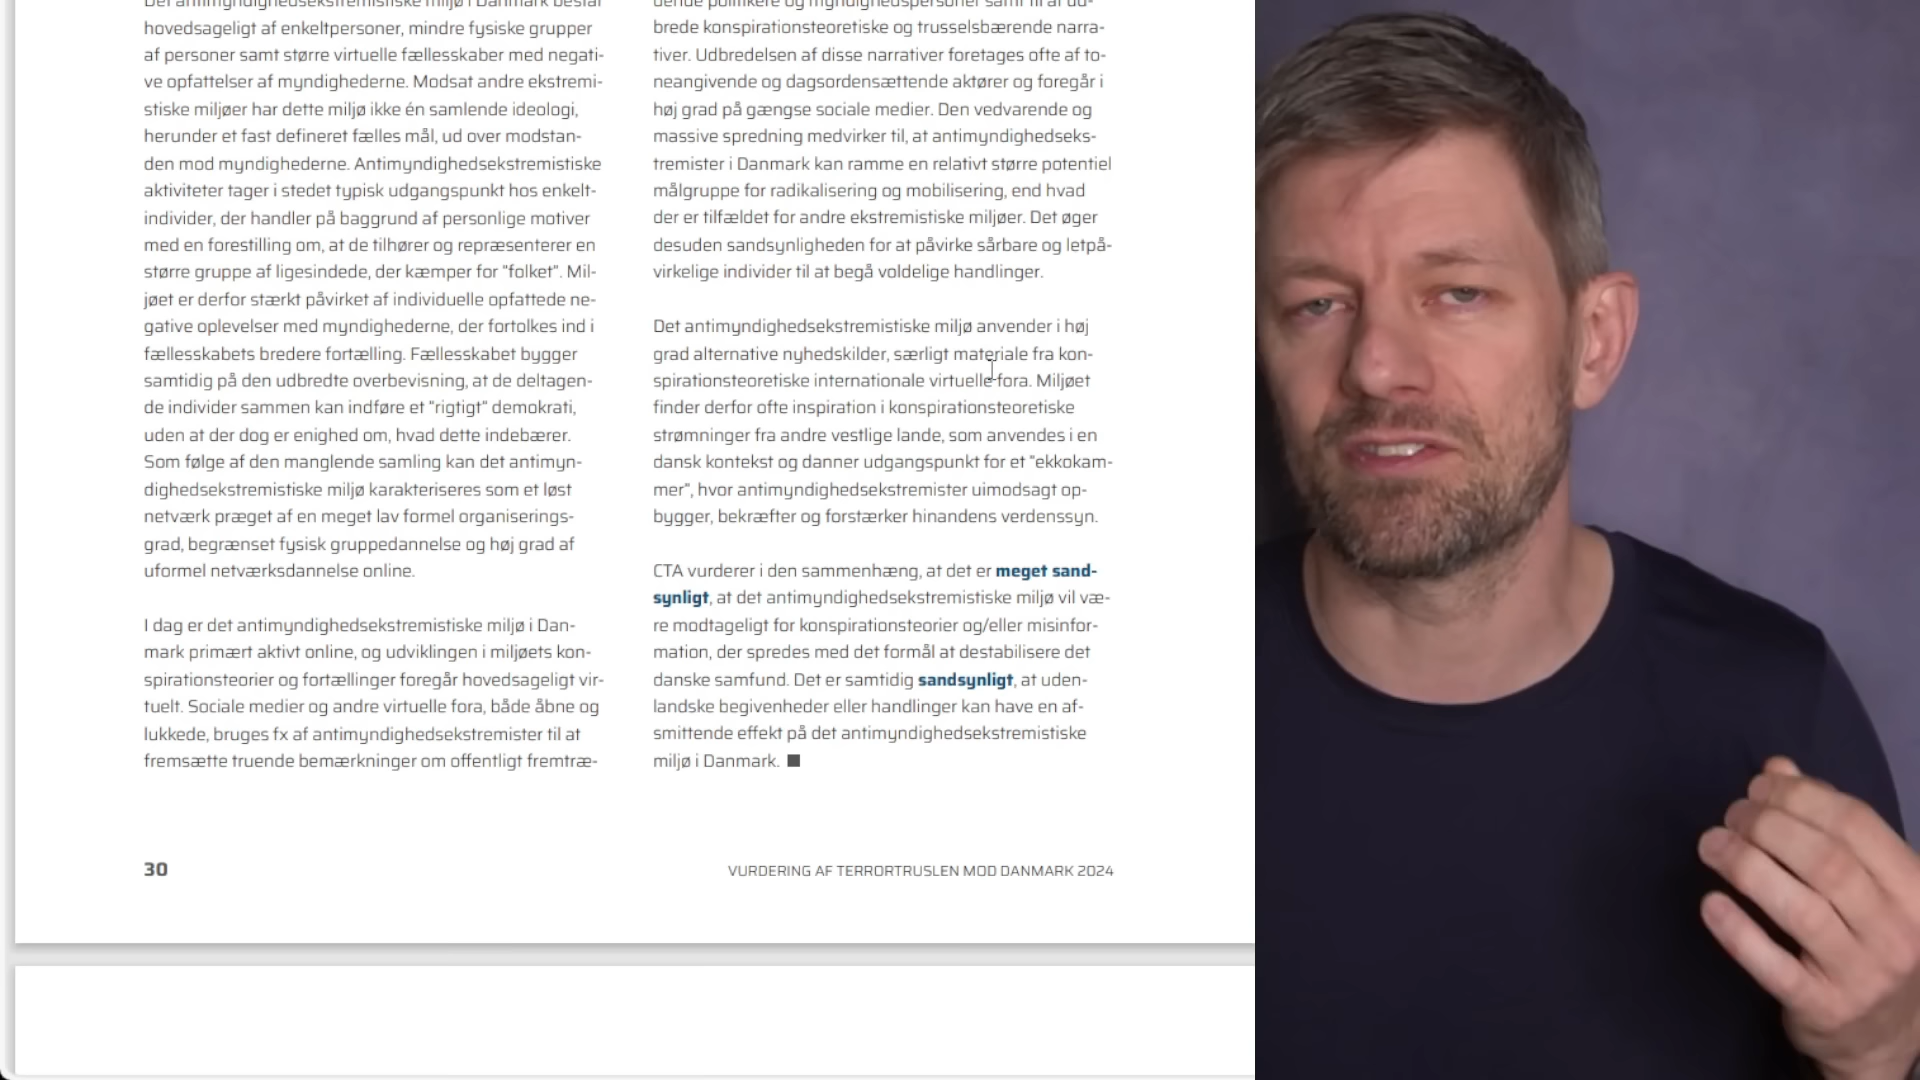 Det antimyndighedsekstremistiske miljø i Danmark består
hovedsageligt af enkeltpersoner, mindre fysiske grupper
af personer samt større virtuelle fællesskaber med negati-
ve opfattelser af myndighederne. Modsat andre ekstremi-
stiske miljøer har dette miljø ikke én samlende ideologi,
herunder et fast defineret fælles mål, ud over modstan-
den mod myndighederne. Antimyndighedsekstremistiske
aktiviteter tager i stedet typisk udgangspunkt hos enkelt-
individer, der handler på baggrund af personlige motiver
med en forestilling om, at de tilhører og repræsenterer en
større gruppe af ligesindede, der kæmper for "folket". Mil-
jøet er derfor stærkt påvirket af individuelle opfattede ne-
gative oplevelser med myndighederne, der fortolkes ind i
fællesskabets bredere fortælling. Fællesskabet bygger
samtidig på den udbredte overbevisning, at de deltagen-
de individer sammen kan indføre et "rigtigt" demokrati,
uden at der dog er enighed om, hvad dette indebærer.
Som følge af den manglende samling kan det antimyn-
dighedsekstremistiske miljø karakteriseres som et løst
netværk præget af en meget lav formel organiserings-
grad, begrænset fysisk gruppedannelse og høj grad af
uformel netværksdannelse online.
I dag er det antimyndighedsekstremistiske miljø i Dan-
mark primært aktivt online, og udviklingen i miljøets kon-
spirationsteorier og fortællinger foregår hovedsageligt vir-
tuelt. Sociale medier og andre virtuelle fora, både åbne og
lukkede, bruges fx af antimyndighedsekstremister til at
fremsætte truende bemærkninger om offentligt fremtræ-
dende politikere og myndighedspersoner samt til at ud-
brede konspirationsteoretiske og trusselsbærende narra-
tiver. Udbredelsen af disse narrativer foretages ofte af to-
neangivende og dagsordensættende aktører og foregår i
høj grad på gængse sociale medier. Den vedvarende og
massive spredning medvirker til, at antimyndighedseks-
tremister i Danmark kan ramme en relativt større potentiel
målgruppe for radikalisering og mobilisering, end hvad
der er tilfældet for andre ekstremistiske miljøer. Det øger
desuden sandsynligheden for at påvirke sårbare og letpå-
virkelige individer til at begå voldelige handlinger.
Det antimyndighedsekstremistiske miljø anvender i høj
grad alternative nyhedskilder, særligt materiale fra kon-
spirationsteoretiske internationale virtuelle fora. Miljøet
finder derfor ofte inspiration i konspirationsteoretiske
strømninger fra andre vestlige lande, som anvendes i en
dansk kontekst og danner udgangspunkt for et "ekkokam-
mer", hvor antimyndighedsekstremister uimodsagt op-
bygger, bekræfter og forstærker hinandens verdenssyn.
CTA vurderer i den sammenhæng, at det er meget sand-
synligt, at det antimyndighedsekstremistiske miljø vil væ-
re modtageligt for konspirationsteorier og/eller misinfor-
mation, der spredes med det formål at destabilisere det
danske samfund. Det er samtidig sandsynligt, at uden-
landske begivenheder eller handlinger kan have en af-
smittende effekt på det antimyndighedsekstremistiske
miljø i Danmark.
30
VURDERING AF TERRORTRUSLEN MOD DANMARK 2024